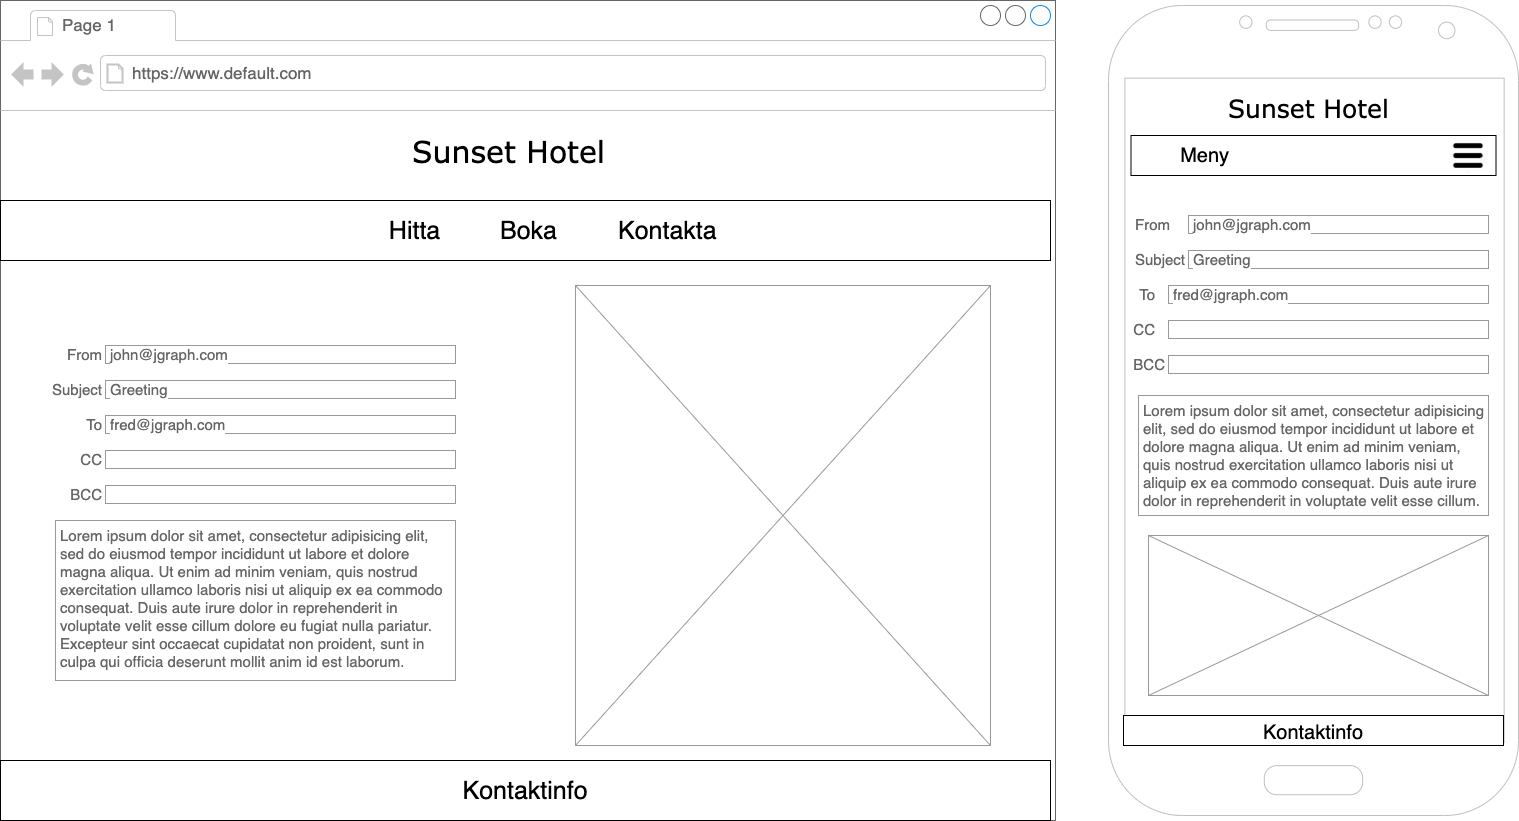 Page 1
https://www.default.com
Sunset Hotel
Hitta Boka Kontakta
From john@jgraph.com
Subject Greeting
To fred@jgraph.com
CC
BCC
Lorem ipsum dolor sit amet, consectetur adipisicing elit,
sed do eiusmod tempor incididunt ut labore et dolore
magna aliqua. Ut enim ad minim veniam, quis nostrud
exercitation ullamco laboris nisi ut aliquip ex ea commodo
consequat. Duis aute irure dolor in reprehenderit in
voluptate velit esse cillum dolore eu fugiat nulla pariatur.
Excepteur sint occaecat cupidatat non proident, sunt in
culpa qui officia deserunt mollit anim id est laborum.
Kontaktinfo
Sunset Hotel
Meny
From john@jgraph.com
Subject Greeting
To fred@jgraph.com
CC
BCC
Lorem ipsum dolor sit amet, consectetur adipisicing
elit, sed do eiusmod tempor incididunt ut labore et
dolore magna aliqua. Ut enim ad minim veniam,
quis nostrud exercitation ullamco laboris nisi ut
aliquip ex ea commodo consequat. Duis aute irure
dolor in reprehenderit in voluptate velit esse cillum.
Kontaktinfo